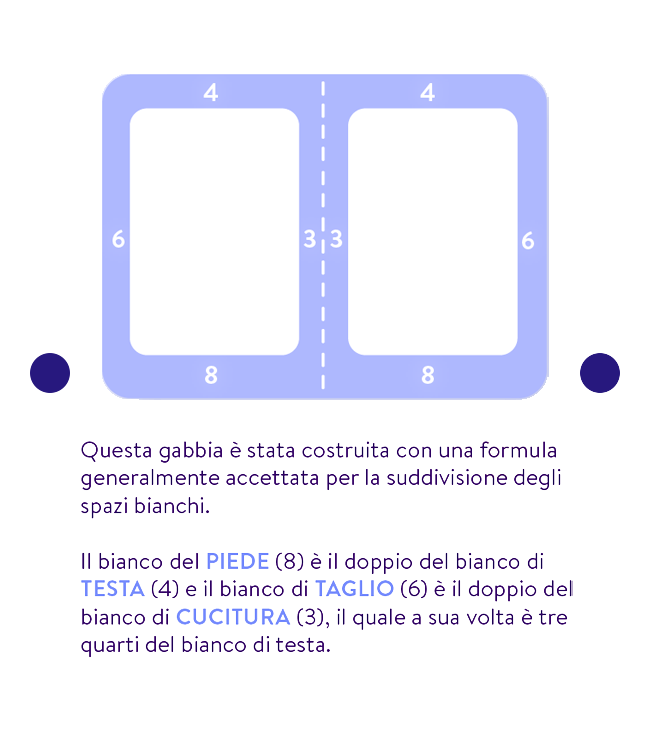 4 4
6 3 3 6
8 8
Questa gabbia è stata costruita con una formula
generalmente accettata per la suddivisione degli
spazi bianchi.
Il bianco del PIEDE (8) è il doppio del bianco di
TESTA (4) e il bianco di TAGLIO (6) è il doppio del
bianco di CUCITURA (3), il quale a sua volta è tre
quarti del bianco di testa.